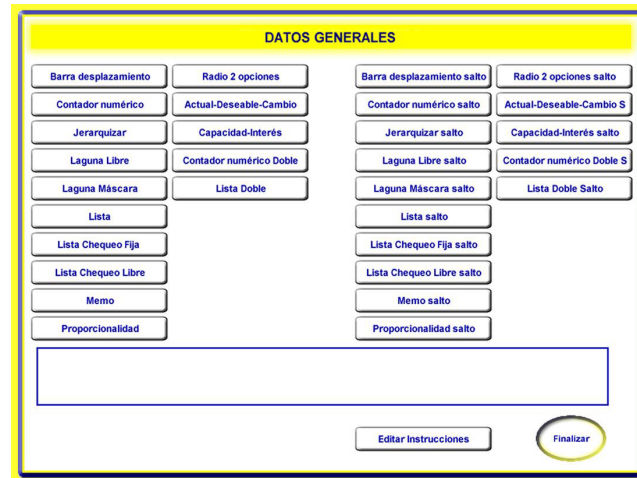 DATOS GENERALES
Barra desplazamiento
Radio 2 opciones
Barra desplazamiento salto
Radio 2 opciones salto
Contador numérico
Actual-Deseable-Cambio
Contador numérico salto
Actual-Deseable-Cambio S
Jerarquizar
Capacidad-Interés
Jerarquizar salto
Capacidad-Interés salto
Laguna Libre
Contador numérico Doble
Laguna Libre salto
Contador numérico Doble S
Laguna Máscara
Lista Doble
Laguna Máscara salto
Lista Doble Salto
Lista
Lista salto
Lista Chequeo Fija
Lista Chequeo Fija salto
Lista Chequeo Libre
Lista Chequeo Libre salto
Memo
Memo salto
Proporcionalidad
Proporcionalidad salto
Editar Instrucciones
Finalizar